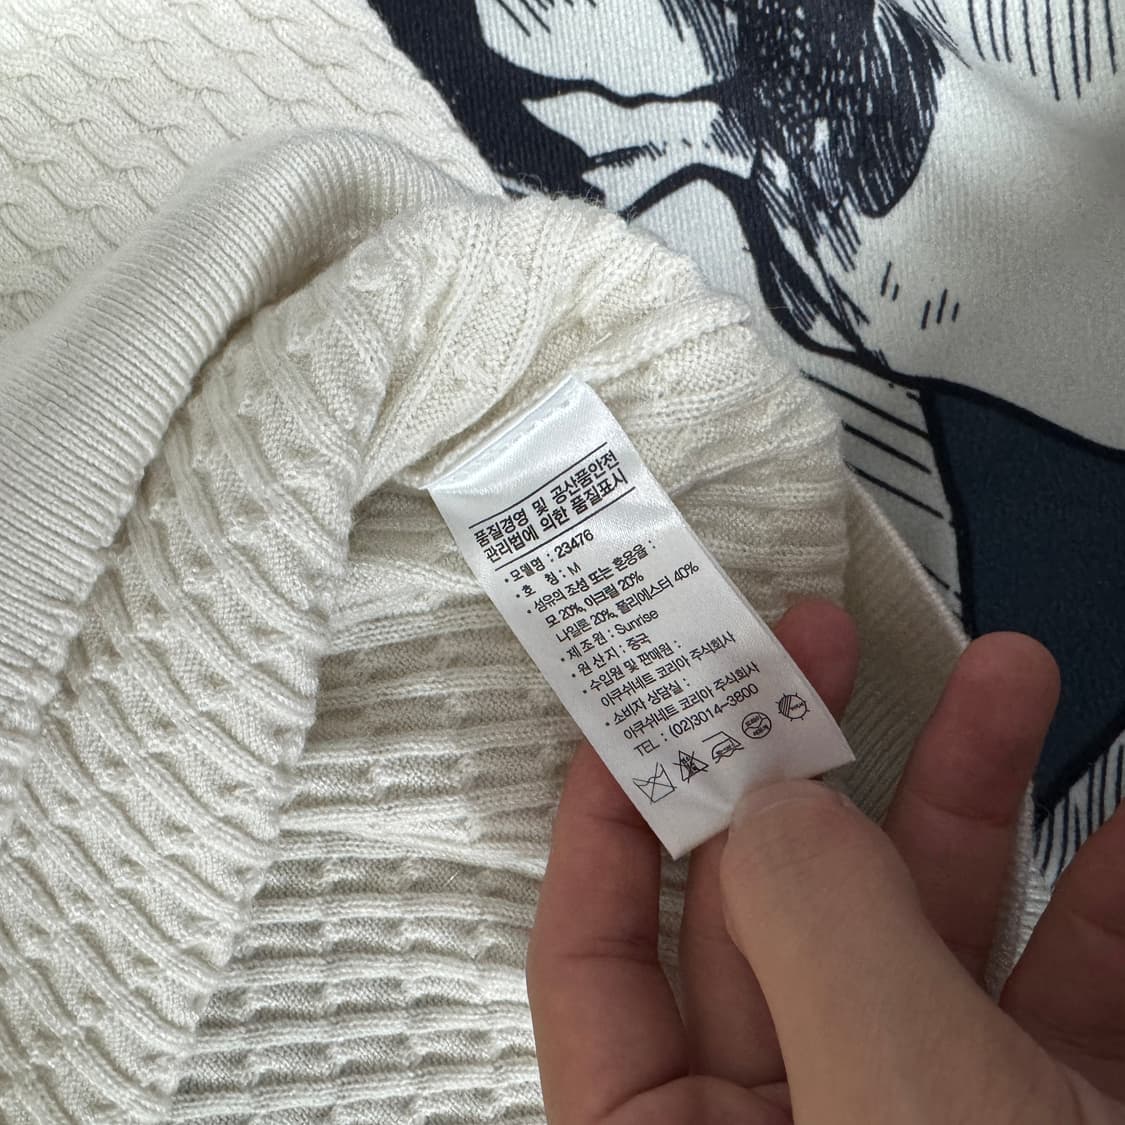 품질경영 및 공산품안전
관리법에 의한 품질표시
• 모델명 : 23476
• 호 칭 : M
• 섬유의 조성 또는 혼용율 :
모 20%, 아크릴 20%
나일론 20%, 폴리에스터 40%
• 제 조 원 : Sunrise
• 원 산 지 : 중국
• 수입원 및 판매원 :
아쿠쉬네트 코리아 주식회사
• 소비자 상담실 :
아쿠쉬네트 코리아 주식회사
TEL : (02)3014-3800